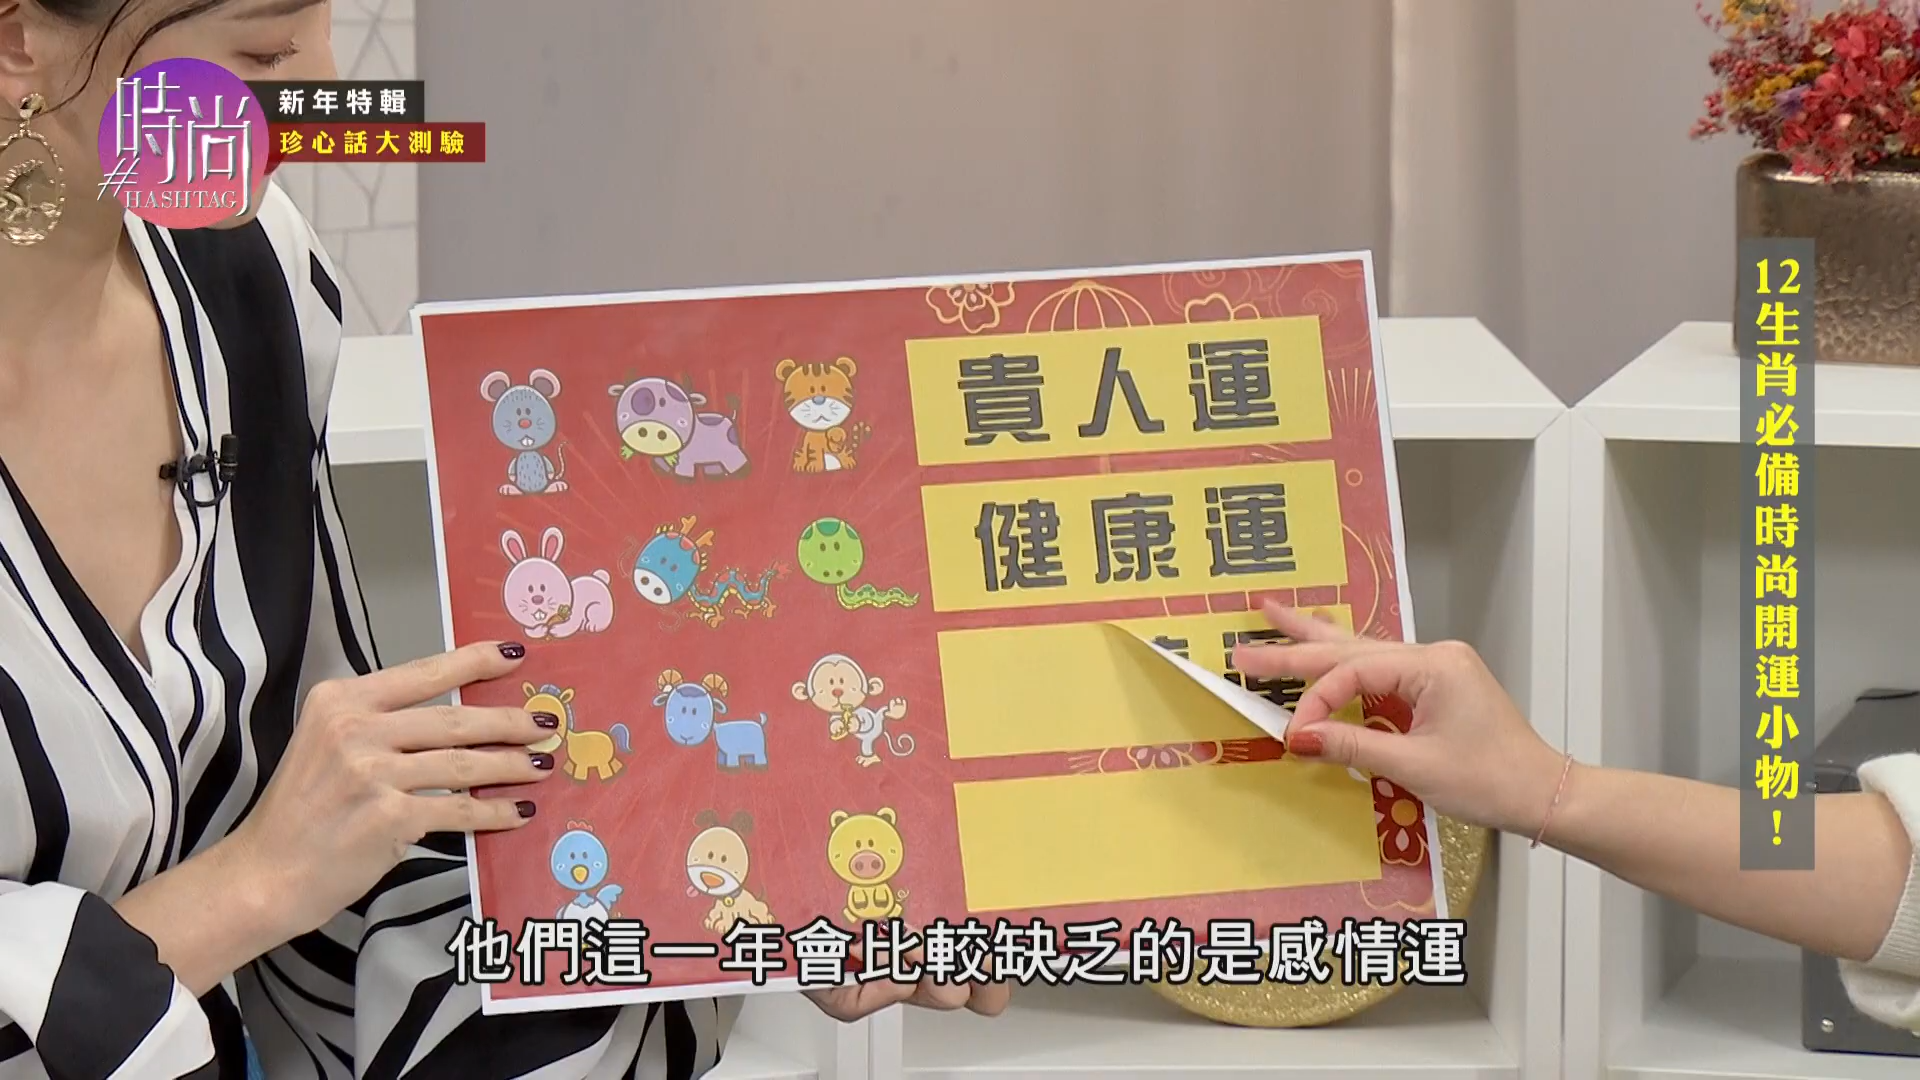 時尚
#HASHTAG
新年特輯
珍心話大測驗
貴人運
健康運
情運
12生肖必備時尚開運小物！
他們這一年會比較缺乏的是感情運